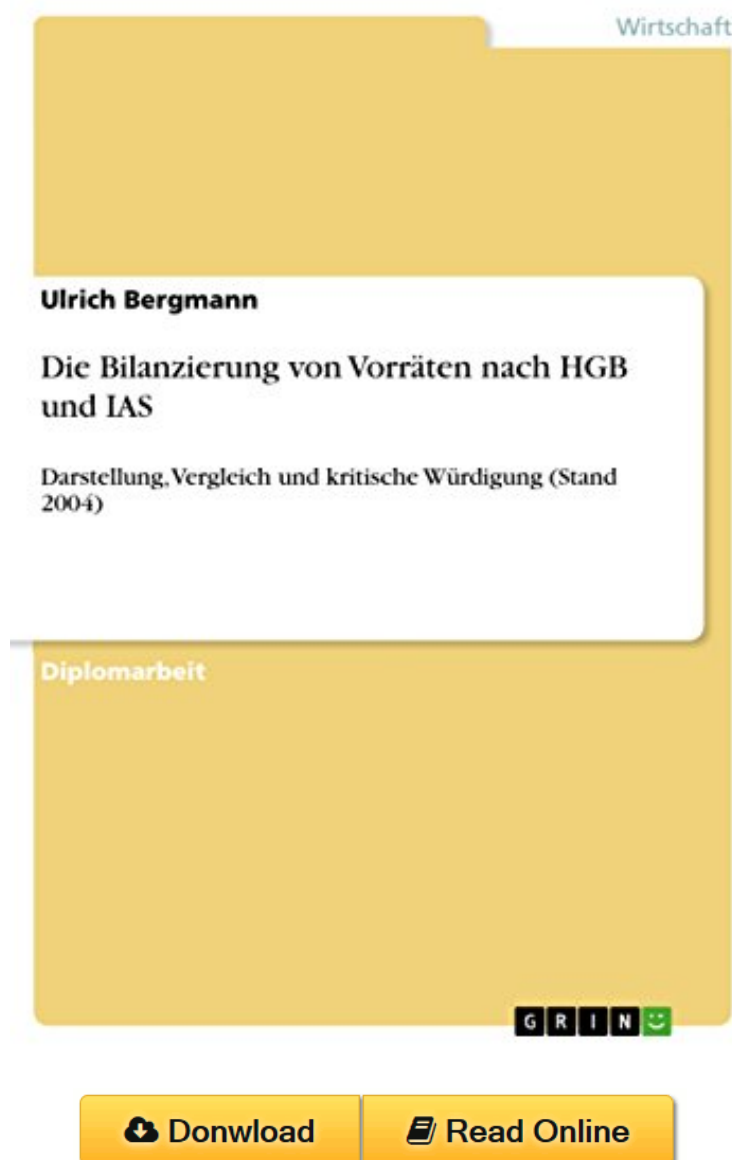 Wirtschaft
Ulrich Bergmann
Die Bilanzierung von Vorräten nach HGB
und IAS
Darstellung, Vergleich und kritische Würdigung (Stand
2004)
Diplomarbeit
GRIN
Donwload
Read Online